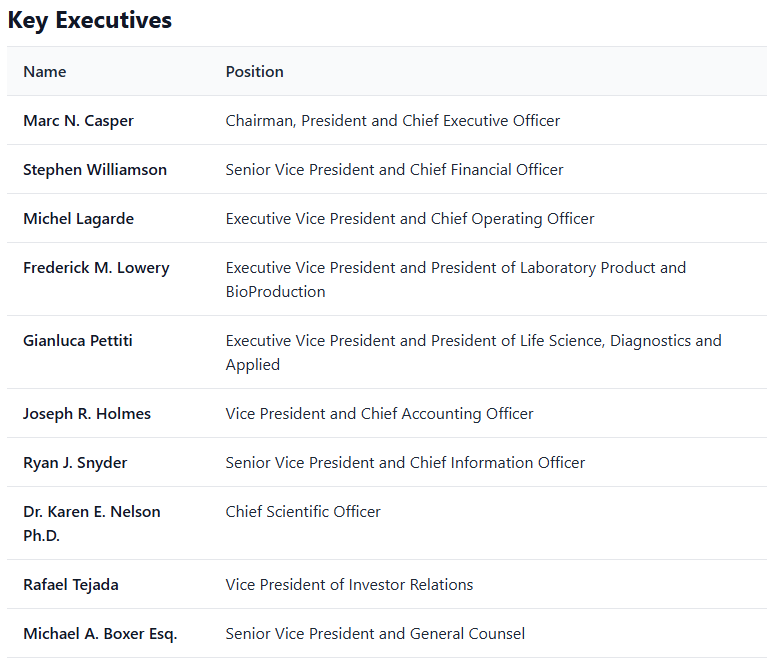 Key Executives
Name Position
Marc N. Casper Chairman, President and Chief Executive Officer
Stephen Williamson Senior Vice President and Chief Financial Officer
Michel Lagarde Executive Vice President and Chief Operating Officer
Frederick M. Lowery Executive Vice President and President of Laboratory Product and
BioProduction
Gianluca Pettiti Executive Vice President and President of Life Science, Diagnostics and
Applied
Joseph R. Holmes Vice President and Chief Accounting Officer
Ryan J. Snyder Senior Vice President and Chief Information Officer
Dr. Karen E. Nelson Chief Scientific Officer
Ph.D.
Rafael Tejada Vice President of Investor Relations
Michael A. Boxer Esq. Senior Vice President and General Counsel